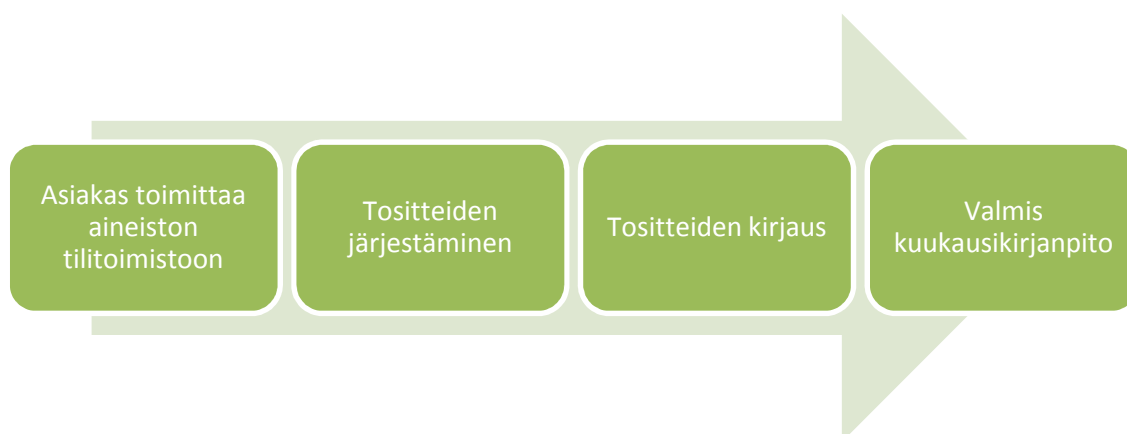 Asiakas toimittaa
aineiston
tilitoimistoon
Tositteiden
järjestäminen
Tositteiden kirjaus
Valmis
kuukausikirjanpito